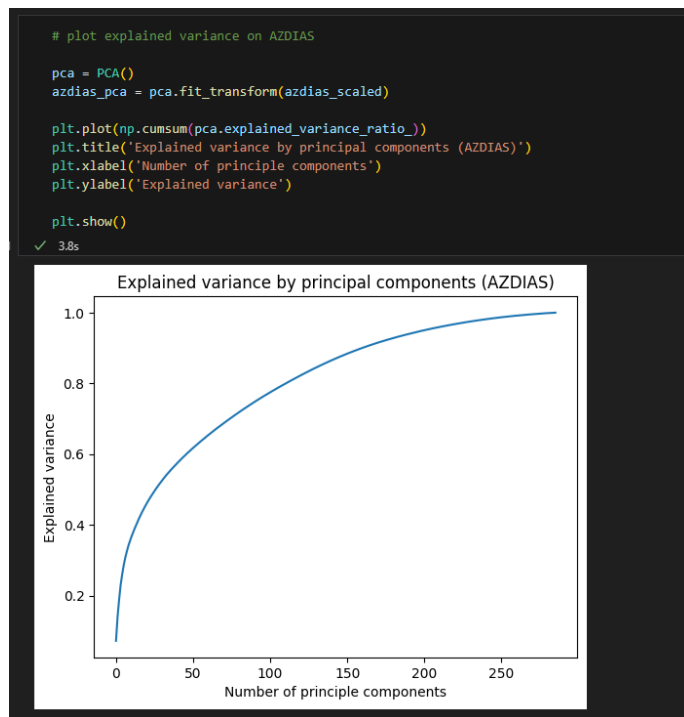 # plot explained variance on AZDIAS
pca = PCA()
azdias_pca = pca.fit_transform(azdias_scaled)
plt.plot(np.cumsum(pca.explained_variance_ratio_))
plt.title('Explained variance by principal components (AZDIAS)')
plt.xlabel('Number of principle components')
plt.ylabel('Explained variance')
plt.show()
3.8s
Explained variance by principal components (AZDIAS)
1.0
0.8
0.6
0.4
0.2
Explained variance
0 50 100 150 200 250
Number of principle components